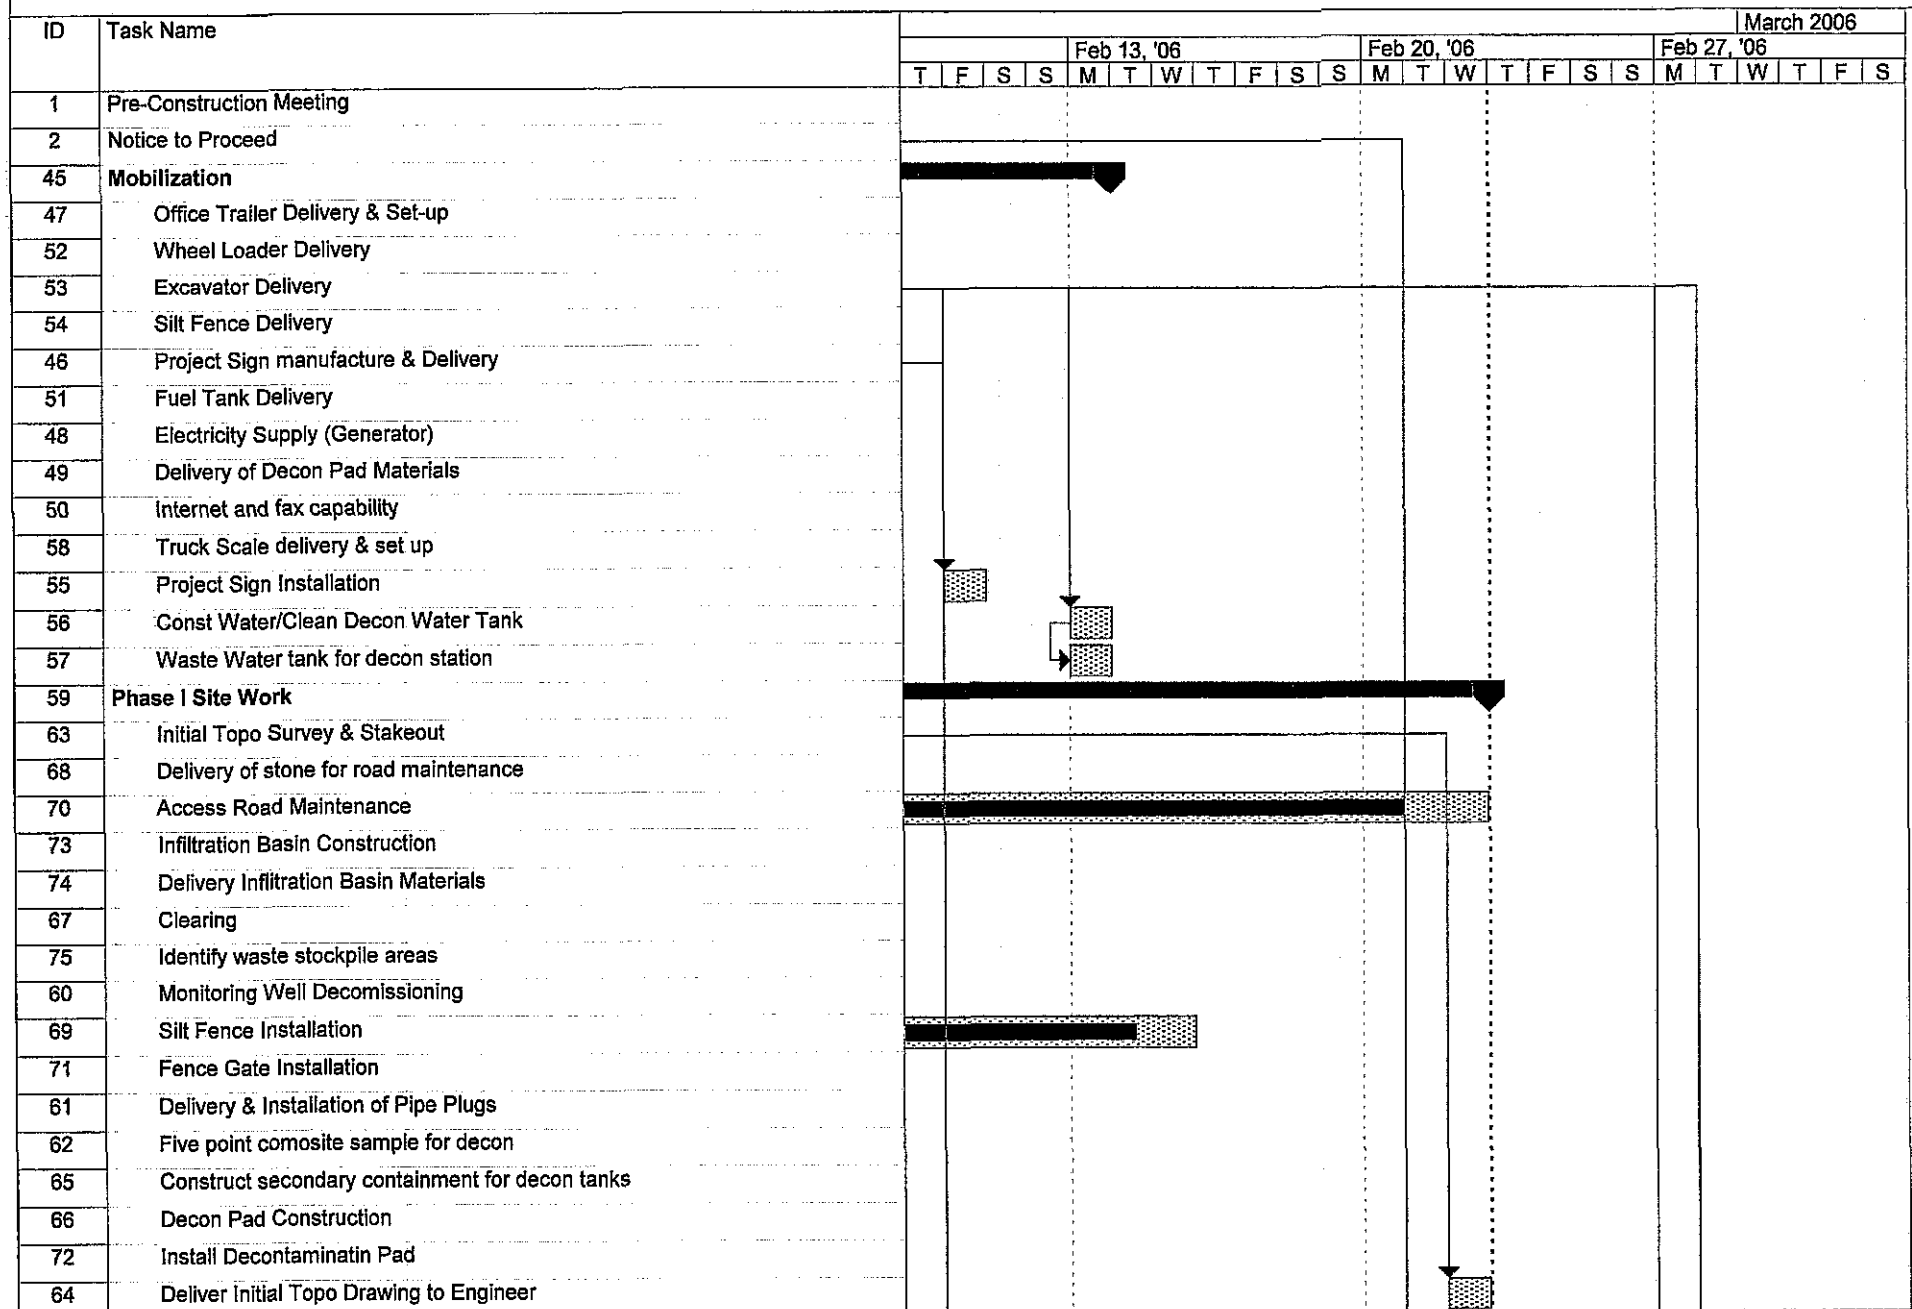 ID Task Name March 2006
Feb 13, '06 Feb 20, '06 Feb 27, '06
T F S S M T W T F S S M T W T F S S M T W T F S
1 Pre-Construction Meeting
2 Notice to Proceed
45 Mobilization
47 Office Trailer Delivery & Set-up
52 Wheel Loader Delivery
53 Excavator Delivery
54 Silt Fence Delivery
46 Project Sign manufacture & Delivery
51 Fuel Tank Delivery
48 Electricity Supply (Generator)
49 Delivery of Decon Pad Materials
50 Internet and fax capability
58 Truck Scale delivery & set up
55 Project Sign Installation
56 Const Water/Clean Decon Water Tank
57 Waste Water tank for decon station
59 Phase I Site Work
63 Initial Topo Survey & Stakeout
68 Delivery of stone for road maintenance
70 Access Road Maintenance
73 Infiltration Basin Construction
74 Delivery Inflitration Basin Materials
67 Clearing
75 Identify waste stockpile areas
60 Monitoring Well Decomissioning
69 Silt Fence Installation
71 Fence Gate Installation
61 Delivery & Installation of Pipe Plugs
62 Five point comosite sample for decon
65 Construct secondary containment for decon tanks
66 Decon Pad Construction
72 Install Decontaminatin Pad
64 Deliver Initial Topo Drawing to Engineer